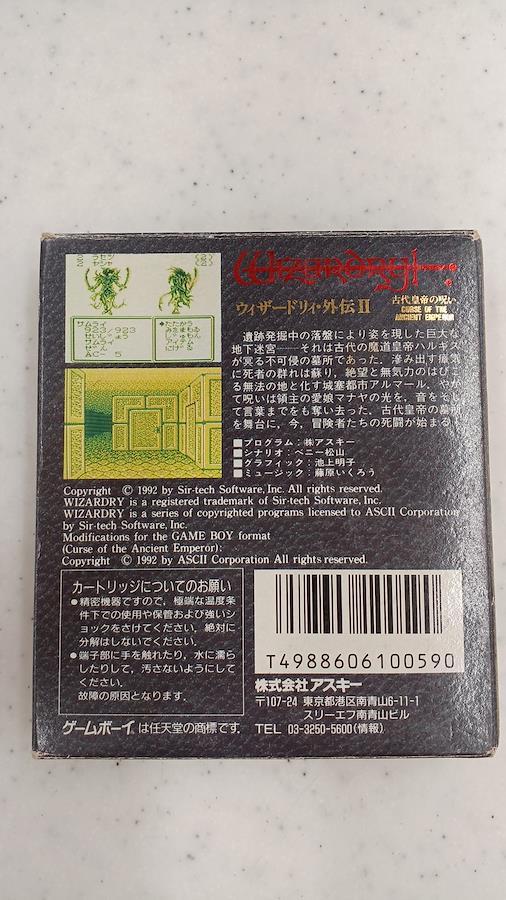 Wizardry
ウィザードリィ・外伝II
古代皇帝の呪い
CURSE OF THE
ANCIENT EMPEROR
遺跡発掘中の落盤により姿を現した巨大な
地下迷宮——それは古代の魔道皇帝ハルギス
が冥る不可侵の墓所であった。滲み出す瘴気
に死者の群れは蘇り，絶望と無気力のはびこ
る無法の地と化す城塞都市アルマール。やが
て呪いは領主の愛娘マナヤの光を，音をそし
て言葉までをも奪い去った。古代皇帝の墓所
を舞台に，今，冒険者たちの死闘が始まる。
■プログラム：㈱アスキー
■シナリオ：ベニー松山
■グラフィック：池上明子
■ミュージック：藤原いくろう
サムライ
たたかう
Copyright © 1992 by Sir-tech Software, Inc. All rights reserved.
WIZARDRY is a registered trademark of Sir-tech Software, Inc.
WIZARDRY is a series of copyrighted programs licensed to ASCII Corporation
by Sir-tech Software, Inc.
Modifications for the GAME BOY format
(Curse of the Ancient Emperor):
Copyright © 1992 by ASCII Corporation All rights reserved.
カートリッジについてのお願い
●精密機器ですので，極端な温度条
件下での使用や保管および強いシ
ョックをさけてください。絶対に
分解はしないでください。
●端子部に手を触れたり，水に濡ら
したりして，汚さないようにして
ください。
故障の原因となります。
ゲームボーイは任天堂の商標です。
T4988606100590
株式会社アスキー
〒107-24 東京都港区南青山6-11-1
スリーエフ南青山ビル
TEL 03-3250-5600(情報)